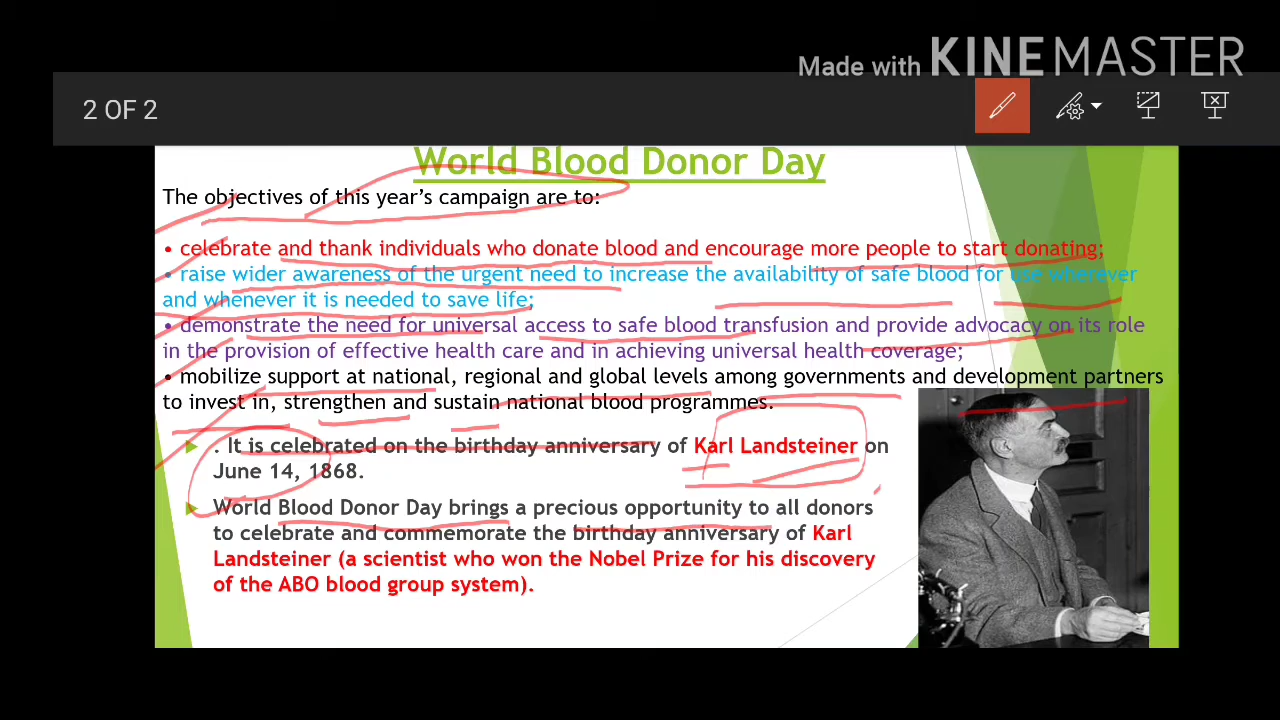 Made with KINEMASTER
2 OF 2
World Blood Donor Day
The objectives of this year's campaign are to:
• celebrate and thank individuals who donate blood and encourage more people to start donating;
• raise wider awareness of the urgent need to increase the availability of safe blood for use wherever
and whenever it is needed to save life;
• demonstrate the need for universal access to safe blood transfusion and provide advocacy on its role
in the provision of effective health care and in achieving universal health coverage;
• mobilize support at national, regional and global levels among governments and development partners
to invest in, strengthen and sustain national blood programmes.
. It is celebrated on the birthday anniversary of Karl Landsteiner on
June 14, 1868.
World Blood Donor Day brings a precious opportunity to all donors
to celebrate and commemorate the birthday anniversary of Karl
Landsteiner (a scientist who won the Nobel Prize for his discovery
of the ABO blood group system).